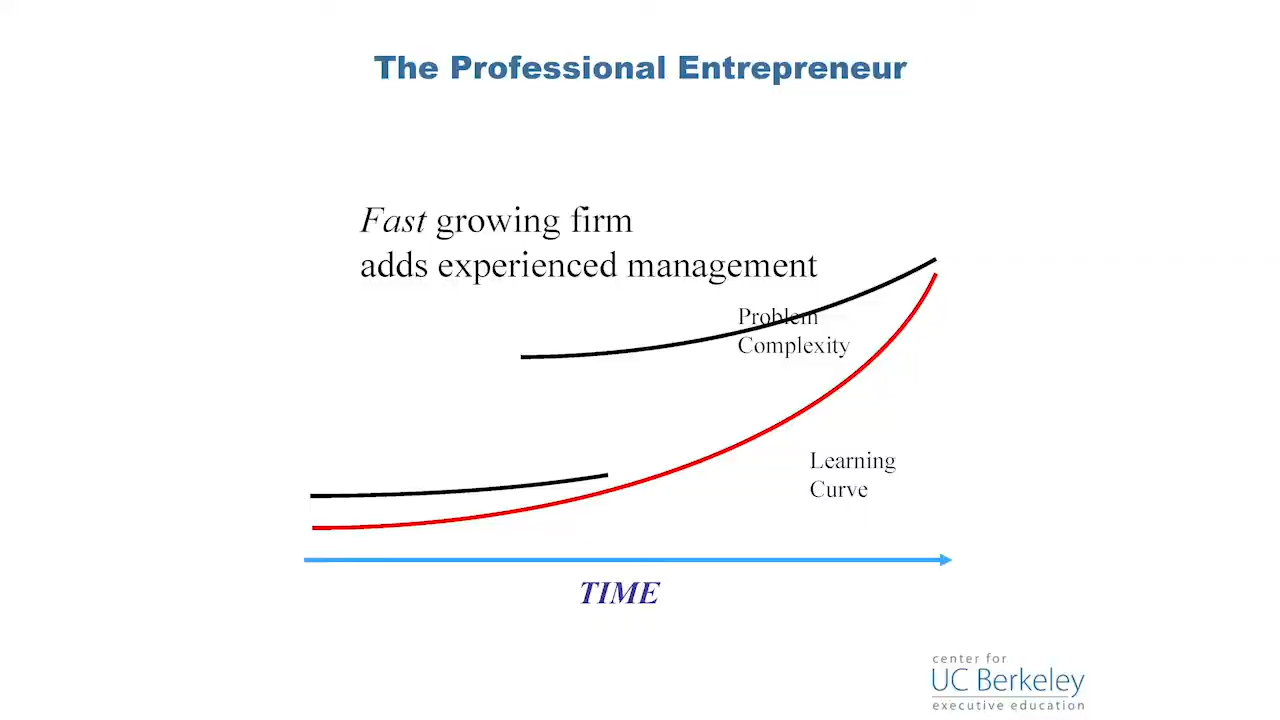 The Professional Entrepreneur
Fast growing firm
adds experienced management
Problem
Complexity
Learning
Curve
TIME
center for
UC Berkeley
executive education